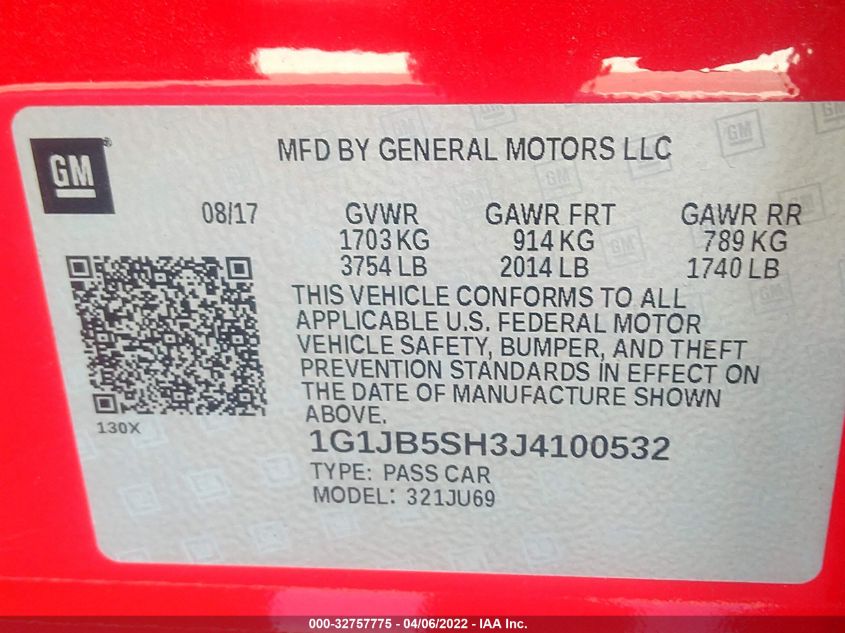 MFD BY GENERAL MOTORS LLC
GM
08/17 GVWR GAWR FRT GAWR RR
1703 KG 914 KG 789 KG
3754 LB 2014 LB 1740 LB
THIS VEHICLE CONFORMS TO ALL
APPLICABLE U.S. FEDERAL MOTOR
VEHICLE SAFETY, BUMPER, AND THEFT
PREVENTION STANDARDS IN EFFECT ON
THE DATE OF MANUFACTURE SHOWN
ABOVE.
130X
1G1JB5SH3J4100532
TYPE: PASS CAR
MODEL: 321JU69
000-32757775 - 04/06/2022 - IAA Inc.